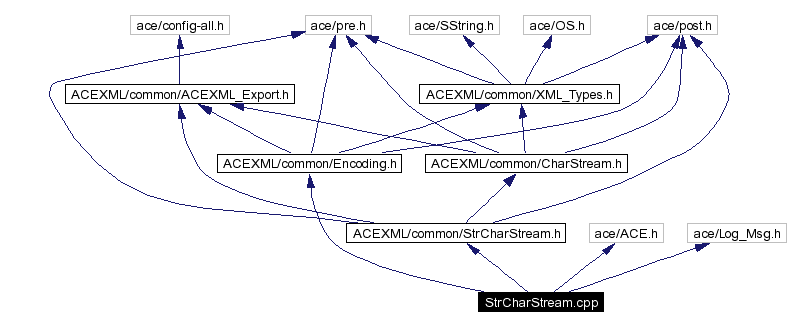 ace/config-all.h
ace/pre.h
ace/SString.h
ace/OS.h
ace/post.h
ACEXML/common/ACEXML_Export.h
ACEXML/common/XML_Types.h
ACEXML/common/Encoding.h
ACEXML/common/CharStream.h
ACEXML/common/StrCharStream.h
ace/ACE.h
ace/Log_Msg.h
StrCharStream.cpp